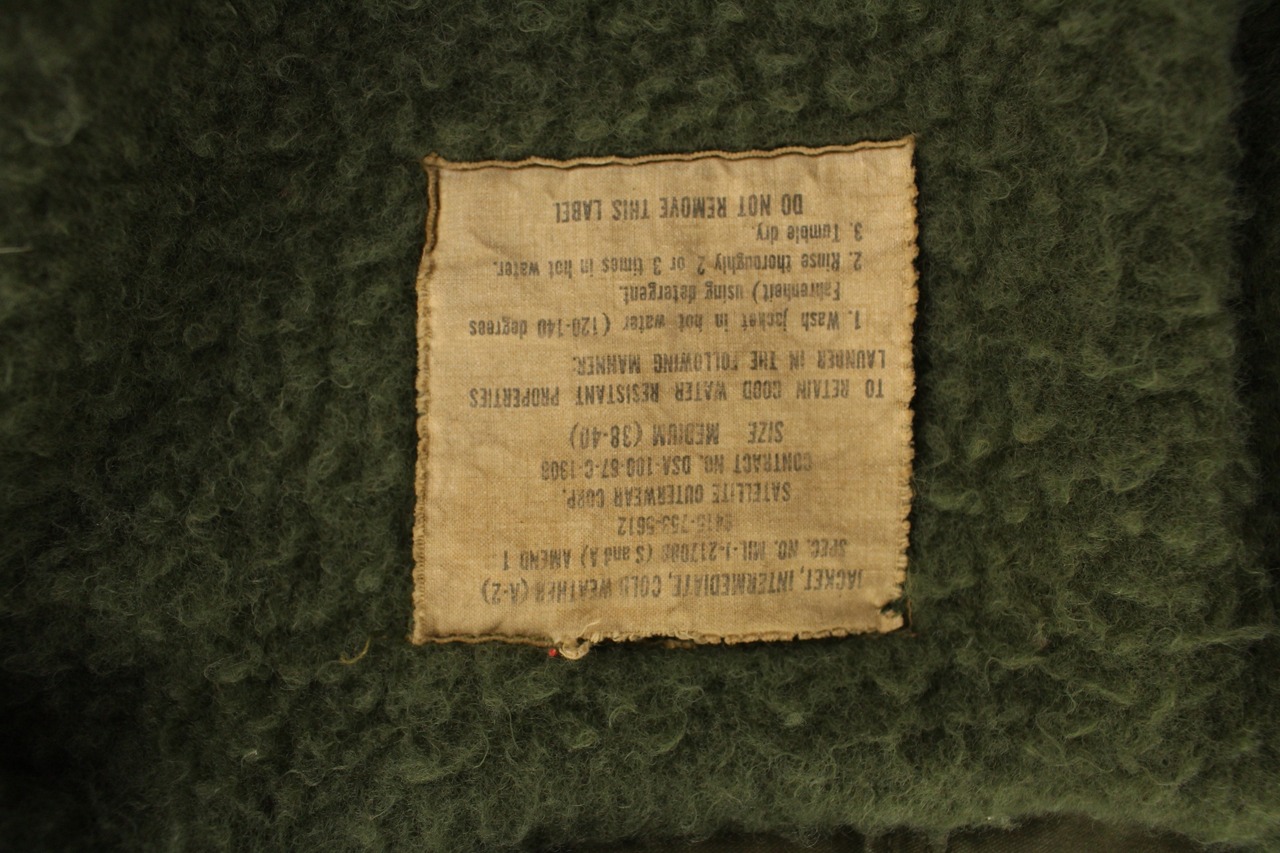 JACKET, INTERMEDIATE, COLD WEATHER (A-2)
SPEC. NO. MIL-J-21708B (S and A) AMEND 1
8415-753-5612
SATELLITE OUTERWEAR CORP.
CONTRACT NO. DSA-100-67-C-1308
SIZE MEDIUM (38-40)
TO RETAIN GOOD WATER RESISTANT PROPERTIES
LAUNDER IN THE FOLLOWING MANNER:
1. Wash jacket in hot water (120-140 degrees
Fahrenheit) using detergent.
2. Rinse thoroughly 2 or 3 times in hot water.
3. Tumble dry.
DO NOT REMOVE THIS LABEL